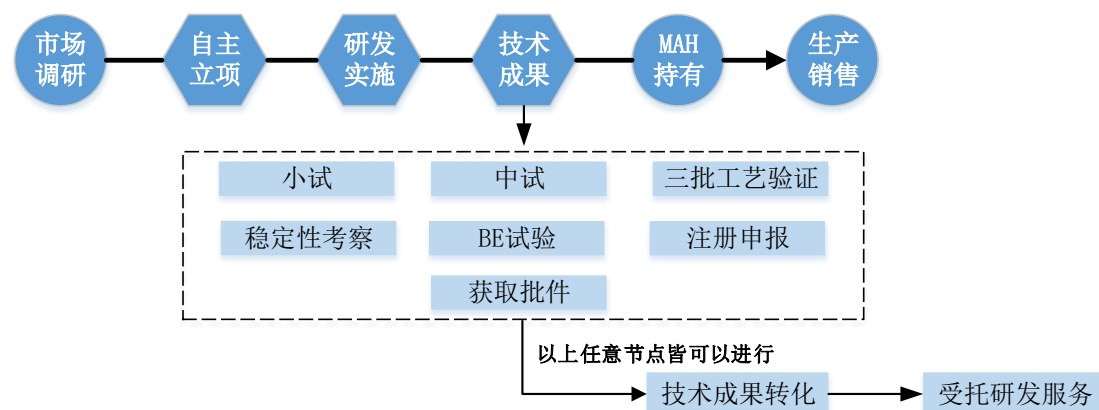 市场
调研
自主
立项
研发
实施
技术
成果
MAH
持有
生产
销售
小试
中试
三批工艺验证
稳定性考察
BE试验
注册申报
获取批件
以上任意节点皆可以进行
技术成果转化
受托研发服务